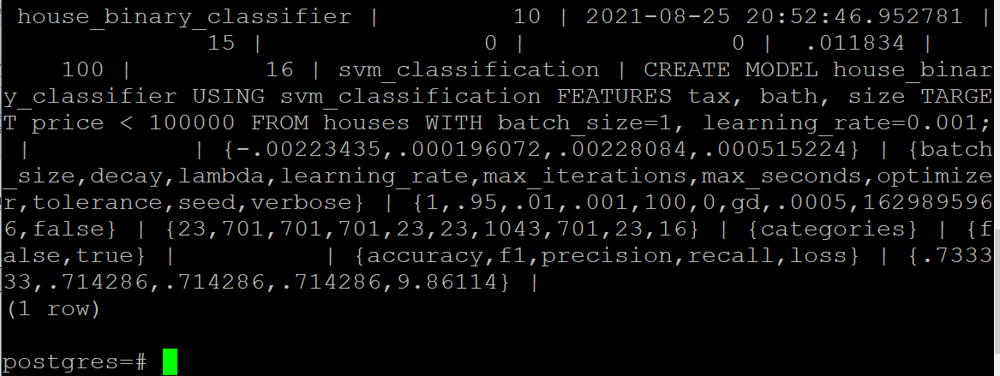 house_binary_classifier |         10 | 2021-08-25 20:52:46.952781 |
             15 |               0 |               0 |  .011834 |
    100 |         16 | svm_classification | CREATE MODEL house_binar
y_classifier USING svm_classification FEATURES tax, bath, size TARGE
T price < 100000 FROM houses WITH batch_size=1, learning_rate=0.001;
 |            | {-.00223435,.000196072,.00228084,.000515224} | {batch
_size,decay,lambda,learning_rate,max_iterations,max_seconds,optimize
r,tolerance,seed,verbose} | {1,.95,.01,.001,100,0,gd,.0005,162989596
6,false} | {23,701,701,701,23,23,1043,701,23,16} | {categories} | {f
alse,true} |          | {accuracy,f1,precision,recall,loss} | {.7333
33,.714286,.714286,.714286,9.86114} |
(1 row)
postgres=#